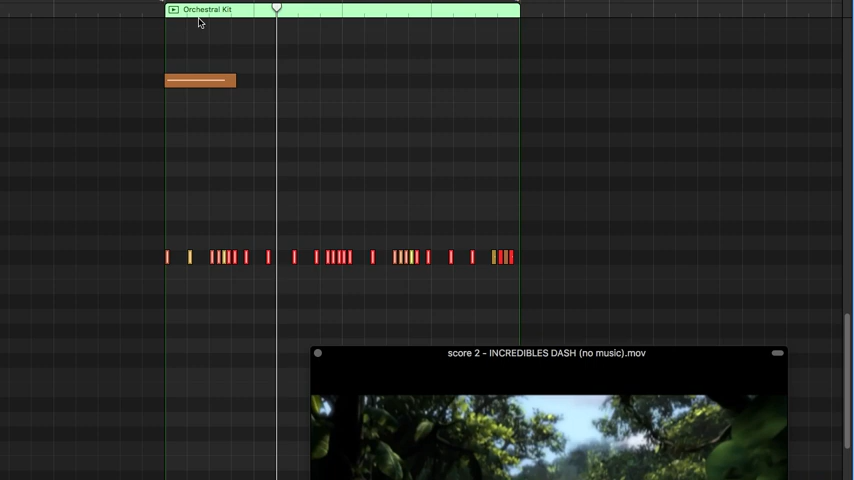 Orchestral Kit
score 2 - INCREDIBLES DASH (no music).mov